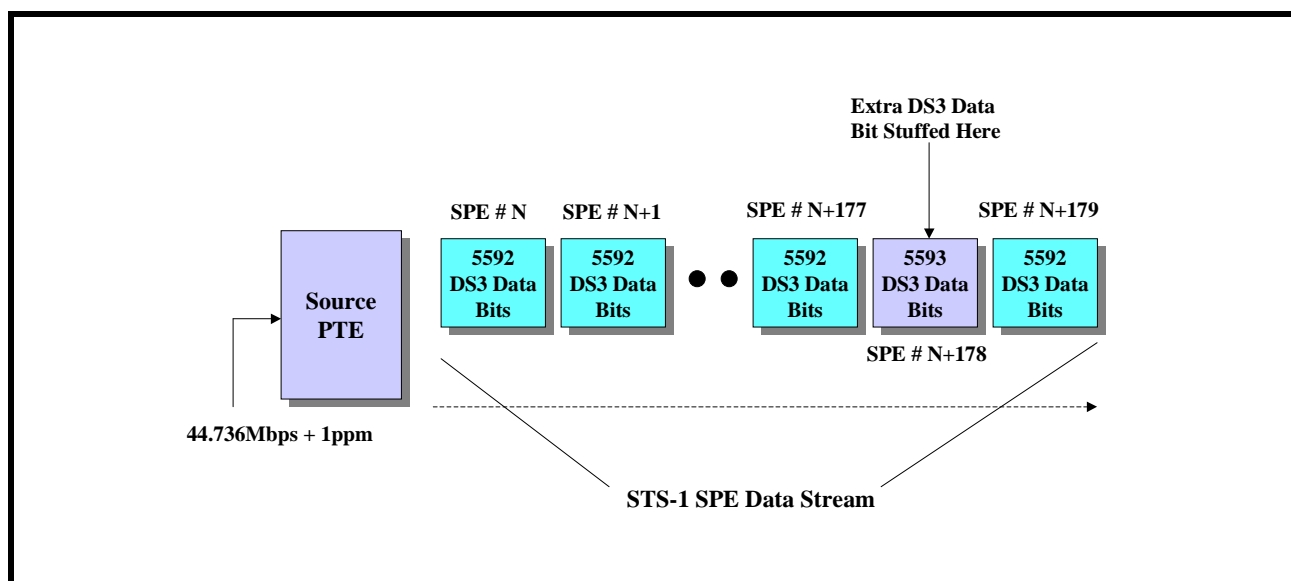 Extra DS3 Data
Bit Stuffed Here
SPE # N
SPE # N+1
SPE # N+177
SPE # N+179
Source
PTE
5592
DS3 Data
Bits
5592
DS3 Data
Bits
5592
DS3 Data
Bits
5593
DS3 Data
Bits
5592
DS3 Data
Bits
SPE # N+178
44.736Mbps + 1ppm
STS-1 SPE Data Stream